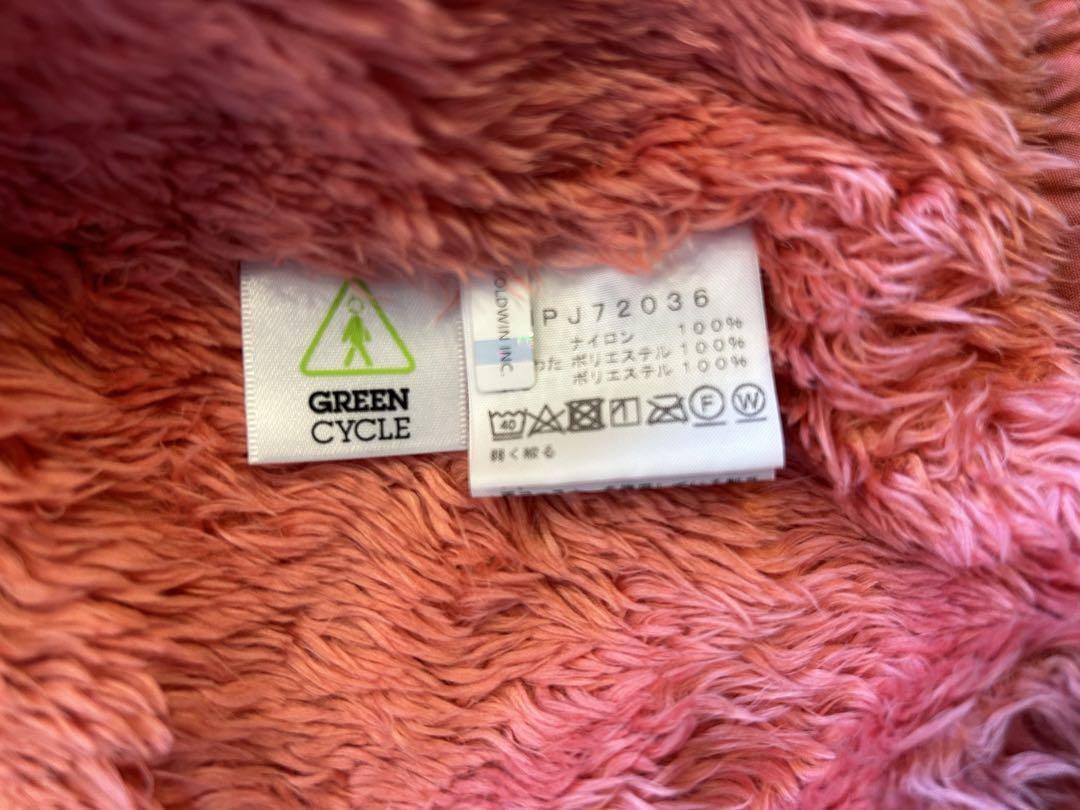 GREEN
CYCLE
OLDWIN INC
PJ72036
ナイロン 100%
わた ポリエステル 100%
ポリエステル 100%
40
F
W
弱く絞る